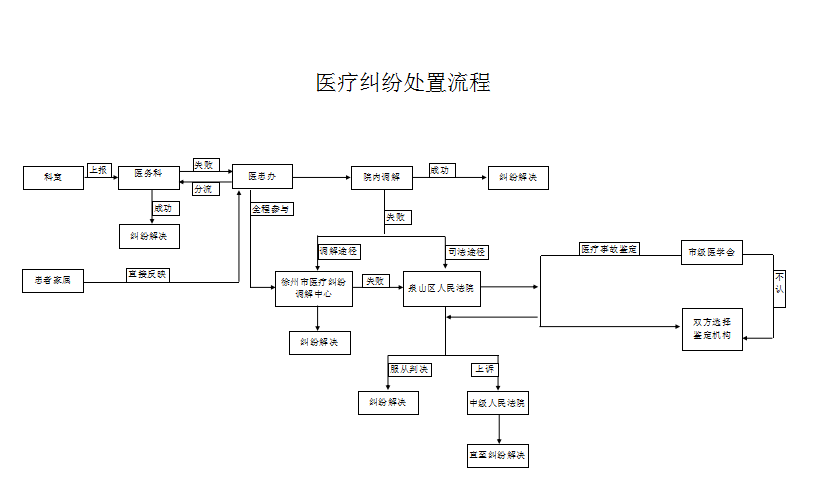 医疗纠纷处置流程
科室
上报
医务科
失败
分流
医患办
院内调解
成功
纠纷解决
成功
纠纷解决
全程参与
失败
患者家属
直接反映
调解途径
司法途径
徐州市医疗纠纷
调解中心
失败
泉山区人民法院
医疗事故鉴定
市级医学会
不
认
双方选择
鉴定机构
纠纷解决
服从判决
上诉
纠纷解决
中级人民法院
直至纠纷解决